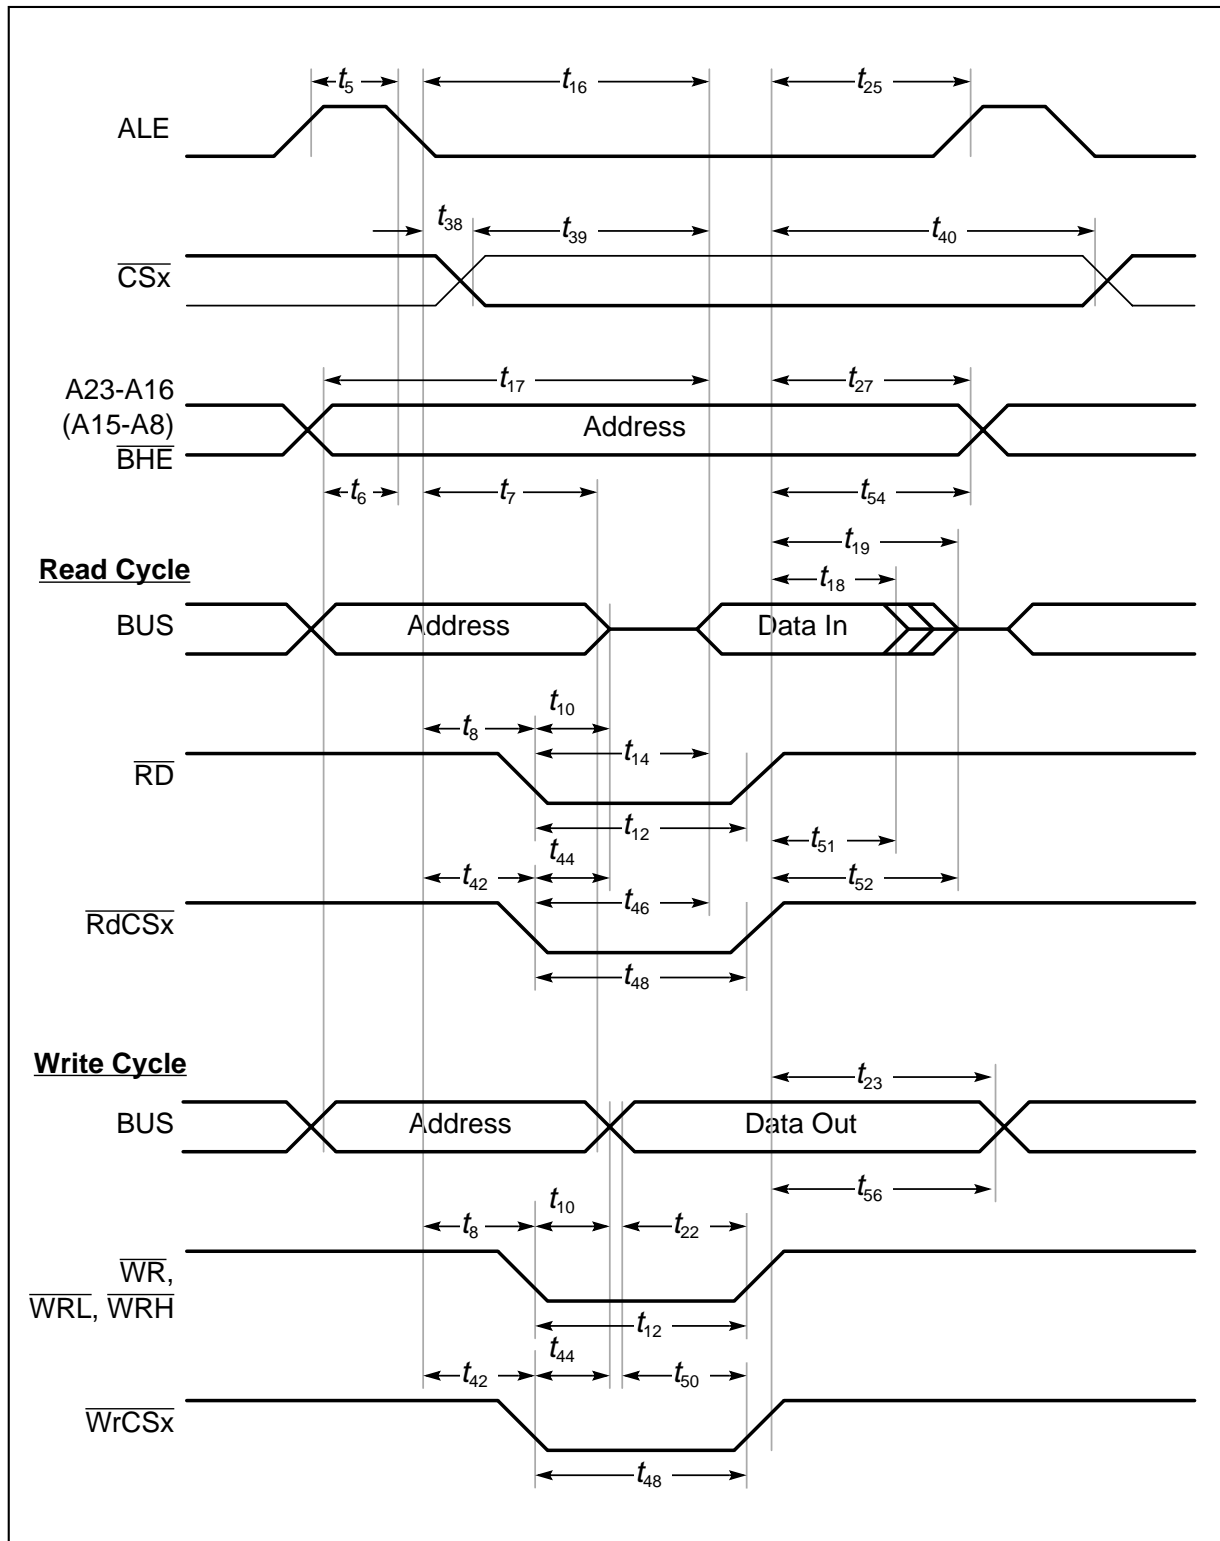 t5 t16 t25
ALE
t38 t39 t40
CSx
t17 t27
A23-A16
(A15-A8)
BHE
Address
t6 t7 t54
t19
Read Cycle
t18
BUS Address Data In
t10
t8
t14
RD
t12 t51
t44
t42 t52
t46
RdCSx
t48
Write Cycle
t23
BUS Address Data Out
t56
t10
t8 t22
WR,
WRL, WRH
t12
t44
t42 t50
WrCSx
t48